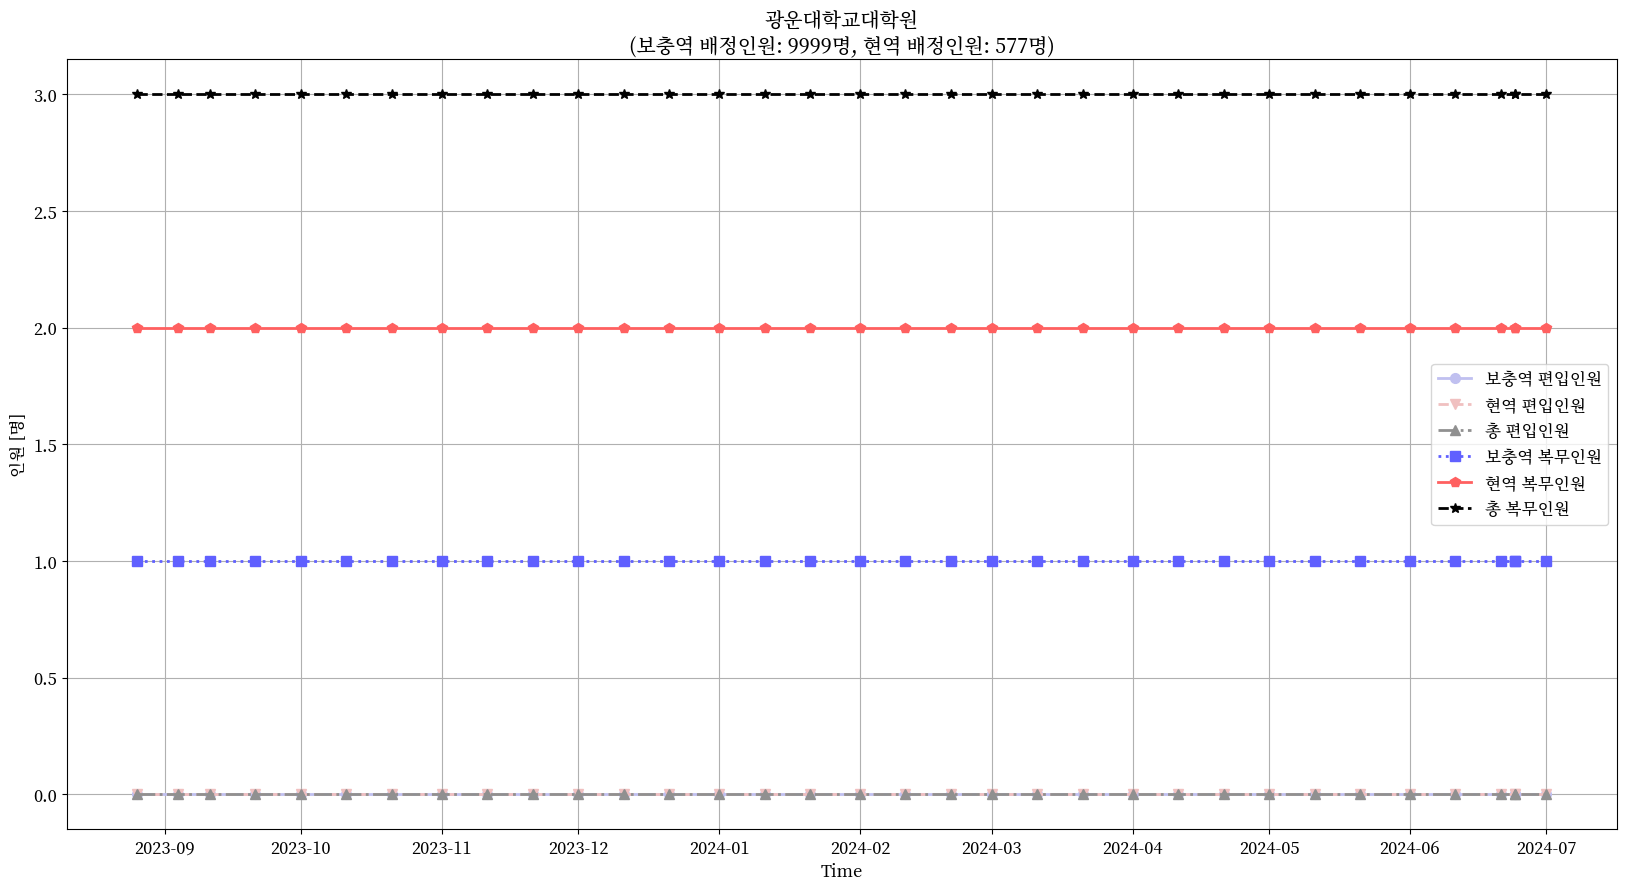 광운대학교대학원
(보충역 배정인원: 9999명, 현역 배정인원: 577명)
인원 [명]
3.0
2.5
2.0
1.5
1.0
0.5
0.0
보충역 편입인원
현역 편입인원
총 편입인원
보충역 복무인원
현역 복무인원
총 복무인원
2023-09 2023-10 2023-11 2023-12 2024-01 2024-02 2024-03 2024-04 2024-05 2024-06 2024-07
Time